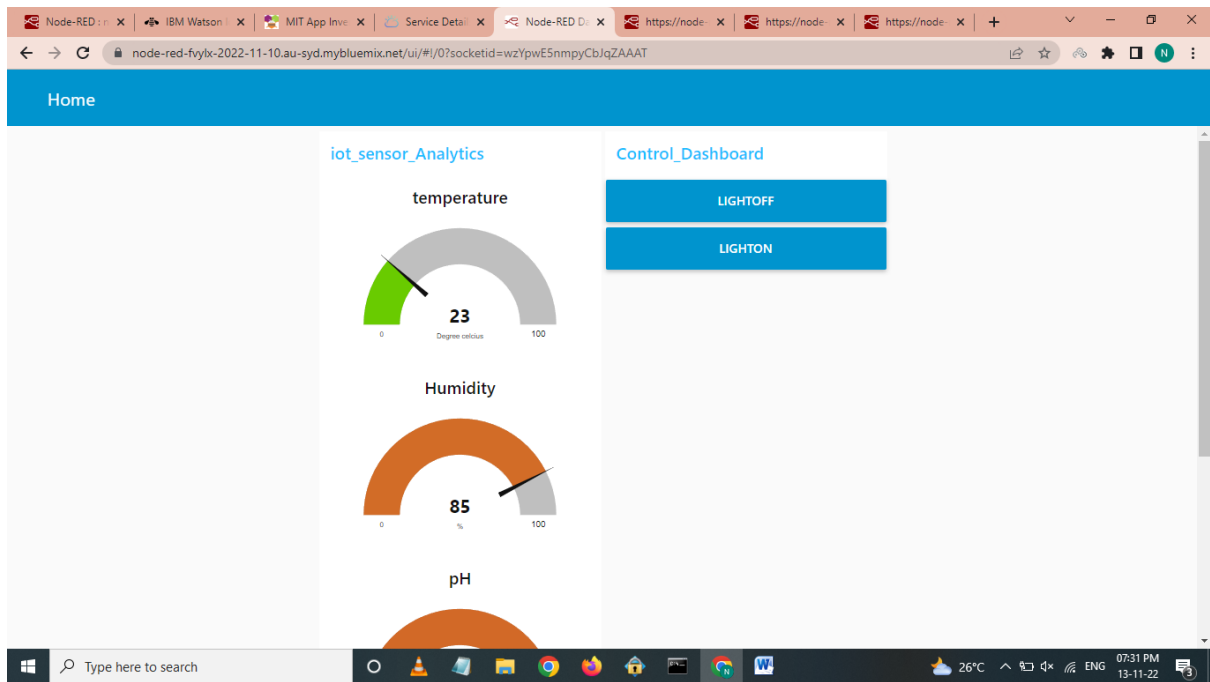 Node-RED : n
IBM Watson
MIT App Inve
Service Detail
Node-RED Da
https://node-
https://node-
https://node-
node-red-fvylx-2022-11-10.au-syd.mybluemix.net/ui/#!/0?socketid=wzYpwE5nmpyCbJqZAAAT
N
Home
iot_sensor_Analytics
Control_Dashboard
temperature
LIGHTOFF
LIGHTON
23
Degree celcius
0
100
Humidity
85
%
0
100
pH
Type here to search
26°C
ENG
07:31 PM
13-11-22
3